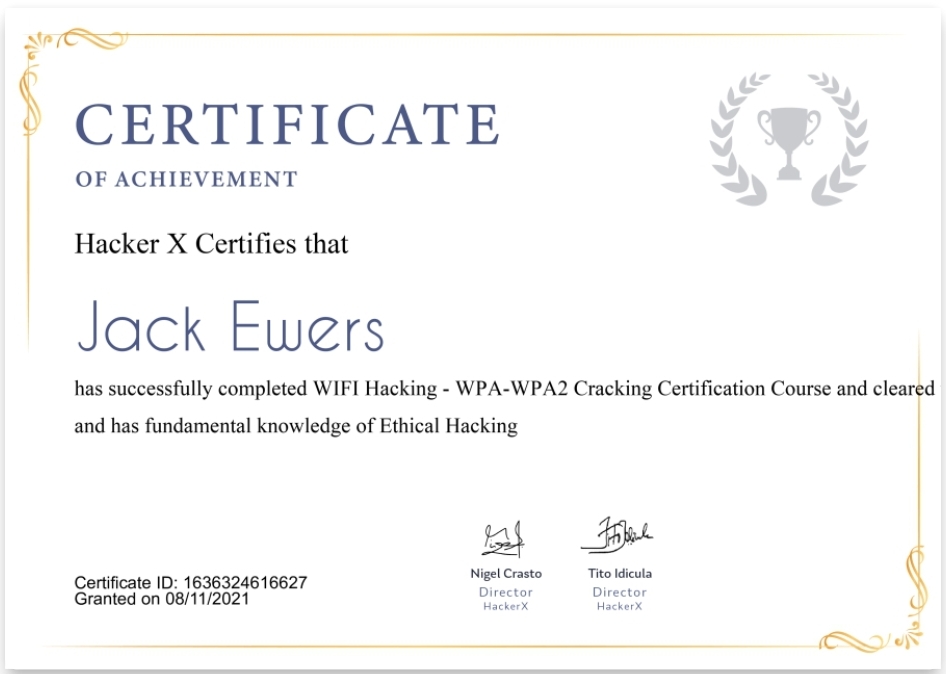 CERTIFICATE
OF ACHIEVEMENT
Hacker X Certifies that
Jack Ewers
has successfully completed WIFI Hacking - WPA-WPA2 Cracking Certification Course and cleared
and has fundamental knowledge of Ethical Hacking
Nigel Crasto
Director
HackerX
Tito Idicula
Director
HackerX
Certificate ID: 1636324616627
Granted on 08/11/2021